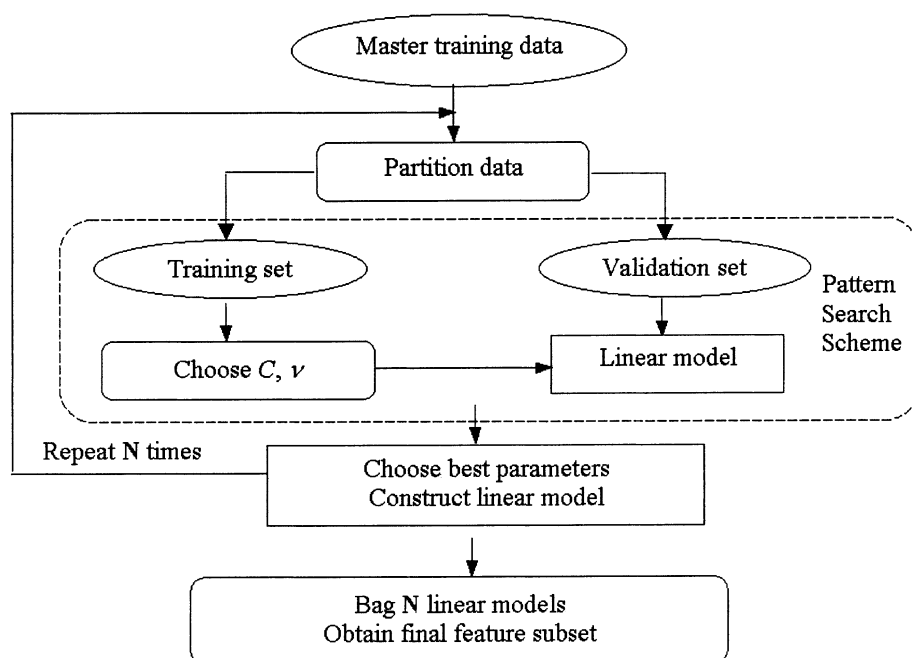 Master training data
Partition data
Training set
Validation set
Pattern
Search
Scheme
Choose C, ν
Linear model
Repeat N times
Choose best parameters
Construct linear model
Bag N linear models
Obtain final feature subset